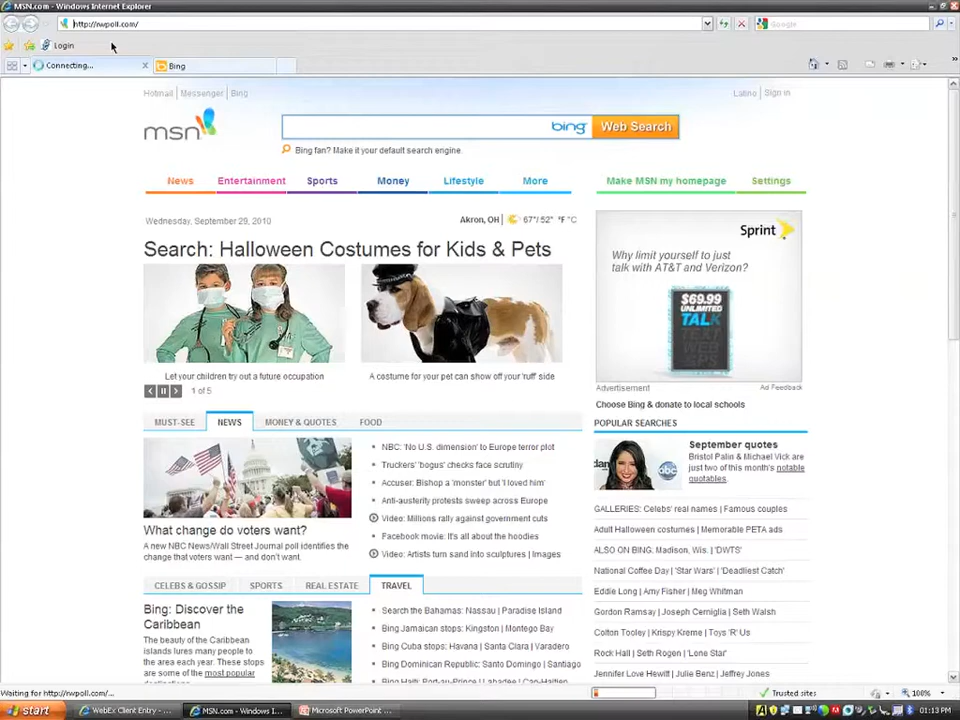 MSN.com - Windows Internet Explorer
http://rwpoll.com/
Google
Login
Connecting...
Bing
Hotmail | Messenger | Bing
Latino | Sign in
msn
bing
Web Search
Bing fan? Make it your default search engine
News
Entertainment
Sports
Money
Lifestyle
More
Make MSN my homepage
Settings
Wednesday, September 29, 2010
Akron, OH
67°/52° °F °C
Search: Halloween Costumes for Kids & Pets
Let your children try out a future occupation
A costume for your pet can show off your 'ruff' side
1 of 5
Sprint
Why limit yourself to just
talk with AT&T and Verizon?
$69.99
UNLIMITED
TALK
TEXT
WEB
GPS
Advertisement
Ad Feedback
Choose Bing & donate to local schools
MUST-SEE
NEWS
MONEY & QUOTES
FOOD
NBC: 'No U.S. dimension' to Europe terror plot
Truckers' 'bogus' checks face scrutiny
Accuser: Bishop a 'monster' but 'I loved him'
Anti-austerity protests sweep across Europe
Video: Millions rally against government cuts
Facebook movie: It's all about the hoodies
Video: Artists turn sand into sculptures | Images
What change do voters want?
A new NBC News/Wall Street Journal poll identifies the
change that voters want — and don't want.
POPULAR SEARCHES
September quotes
Bristol Palin & Michael Vick are
just two of this month's notable
quotables.
abc
GALLERIES: Celebs' real names | Famous couples
Adult Halloween costumes | Memorable PETA ads
ALSO ON BING: Madison, Wis. | 'DWTS'
National Coffee Day | 'Star Wars' | 'Deadliest Catch'
Eddie Long | Amy Fisher | Meg Whitman
Gordon Ramsay | Joseph Cerniglia | Seth Walsh
Colton Tooley | Krispy Kreme | Toys 'R' Us
Rock Hall | Seth Rogen | 'Lone Star'
Jennifer Love Hewitt | Julie Benz | Jeffrey Jones
CELEBS & GOSSIP
SPORTS
REAL ESTATE
TRAVEL
Bing: Discover the
Caribbean
The beauty of the Caribbean
islands lures many people to
the area each year. These stops
are some of the most popular
Search the Bahamas: Nassau | Paradise Island
Bing Jamaican stops: Kingston | Montego Bay
Bing Cuba stops: Havana | Santa Clara | Varadero
Bing Dominican Republic: Santo Domingo | Santiago
Waiting for http://rwpoll.com/...
Trusted sites
100%
start
WebEx Client Entry - ...
MSN.com - Windows I...
Microsoft PowerPoint ...
01:13 PM